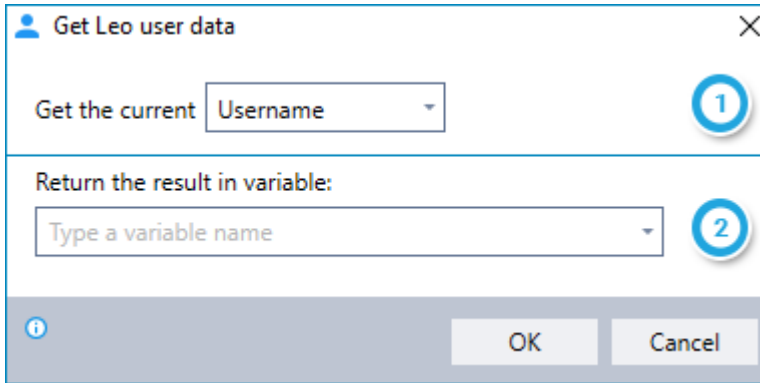 Get Leo user data
Get the current Username
1
Return the result in variable:
Type a variable name
2
OK Cancel